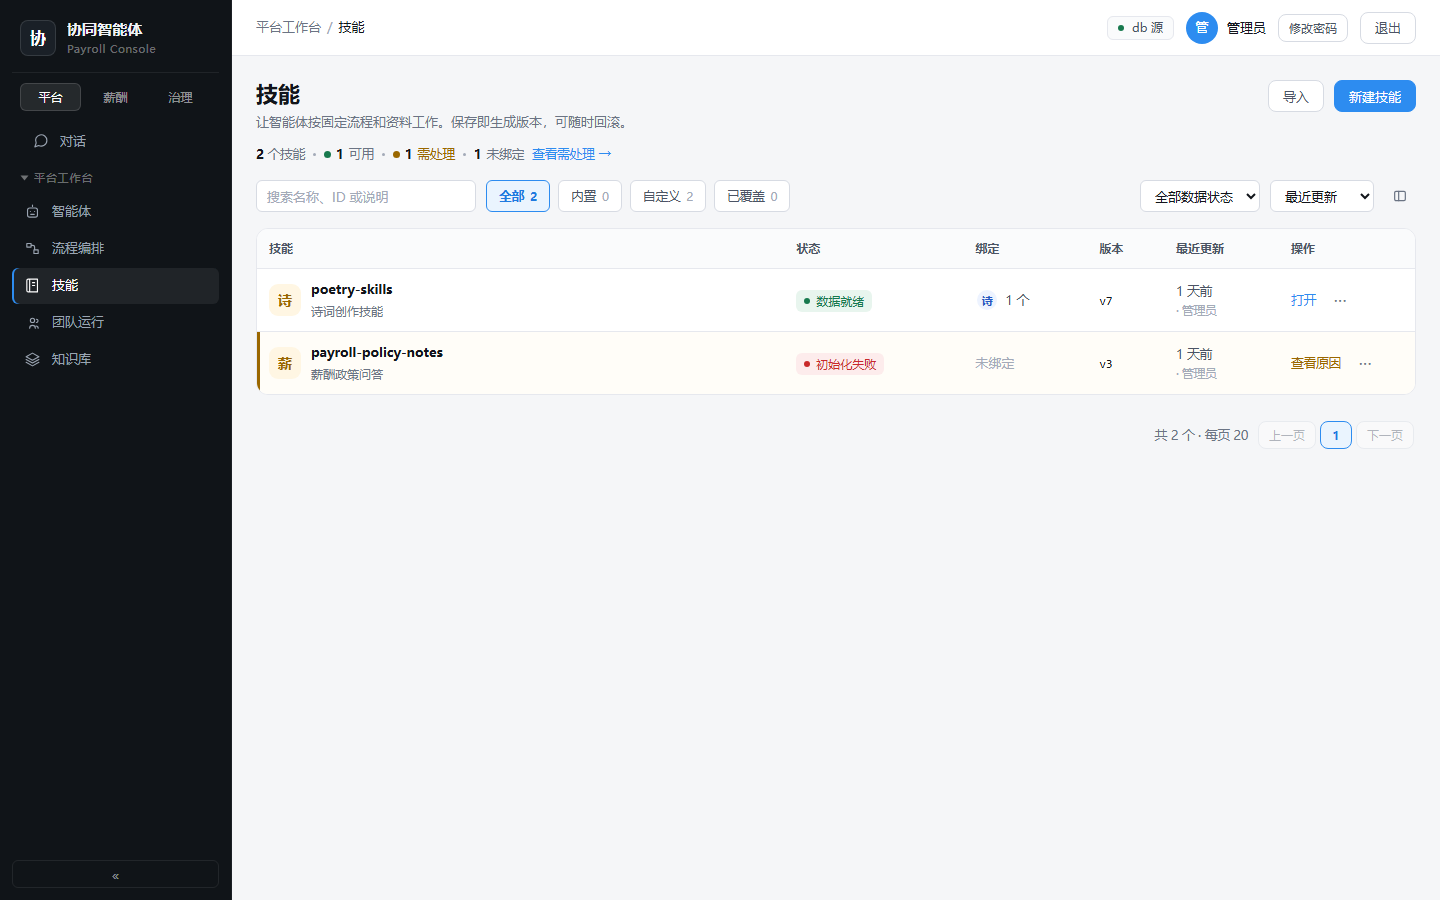 协
协同智能体
Payroll Console
平台 薪酬 治理
对话
平台工作台
智能体
流程编排
技能
团队运行
知识库
«
平台工作台 / 技能
db 源
管 管理员
修改密码
退出
技能
让智能体按固定流程和资料工作。保存即生成版本，可随时回滚。
导入
新建技能
2 个技能 • 1 可用 • 1 需处理 • 1 未绑定 查看需处理 →
搜索名称、ID 或说明
全部 2
内置 0
自定义 2
已覆盖 0
全部数据状态
最近更新
技能 状态 绑定 版本 最近更新 操作
诗 poetry-skills
诗词创作技能
数据就绪
诗 1 个
v7
1 天前
· 管理员
打开 ···
薪 payroll-policy-notes
薪酬政策问答
初始化失败
未绑定
v3
1 天前
· 管理员
查看原因 ···
共 2 个 · 每页 20 上一页 1 下一页